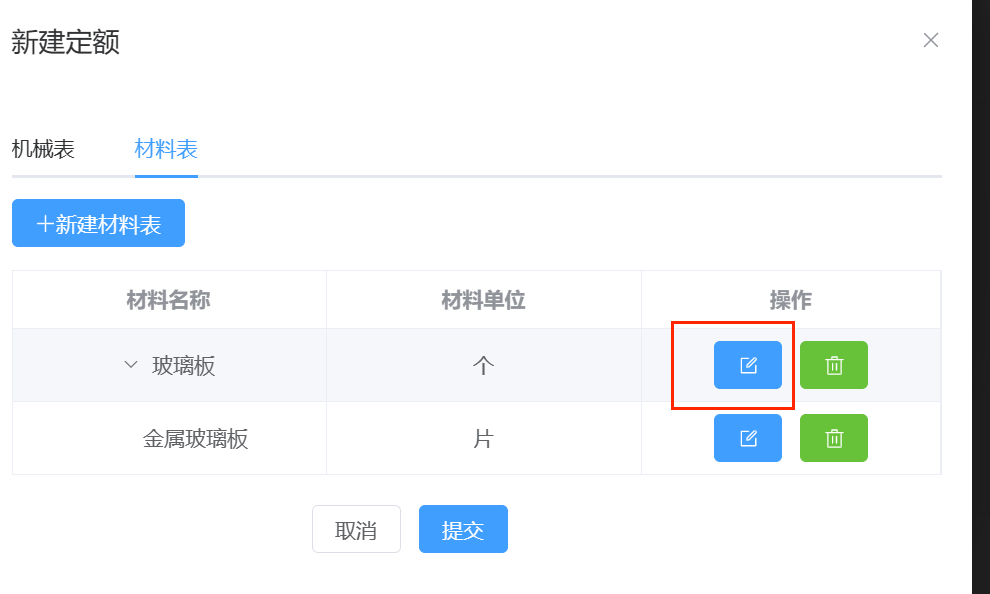 新建定额
机械表 材料表
＋新建材料表
材料名称 材料单位 操作
玻璃板 个
金属玻璃板 片
取消 提交